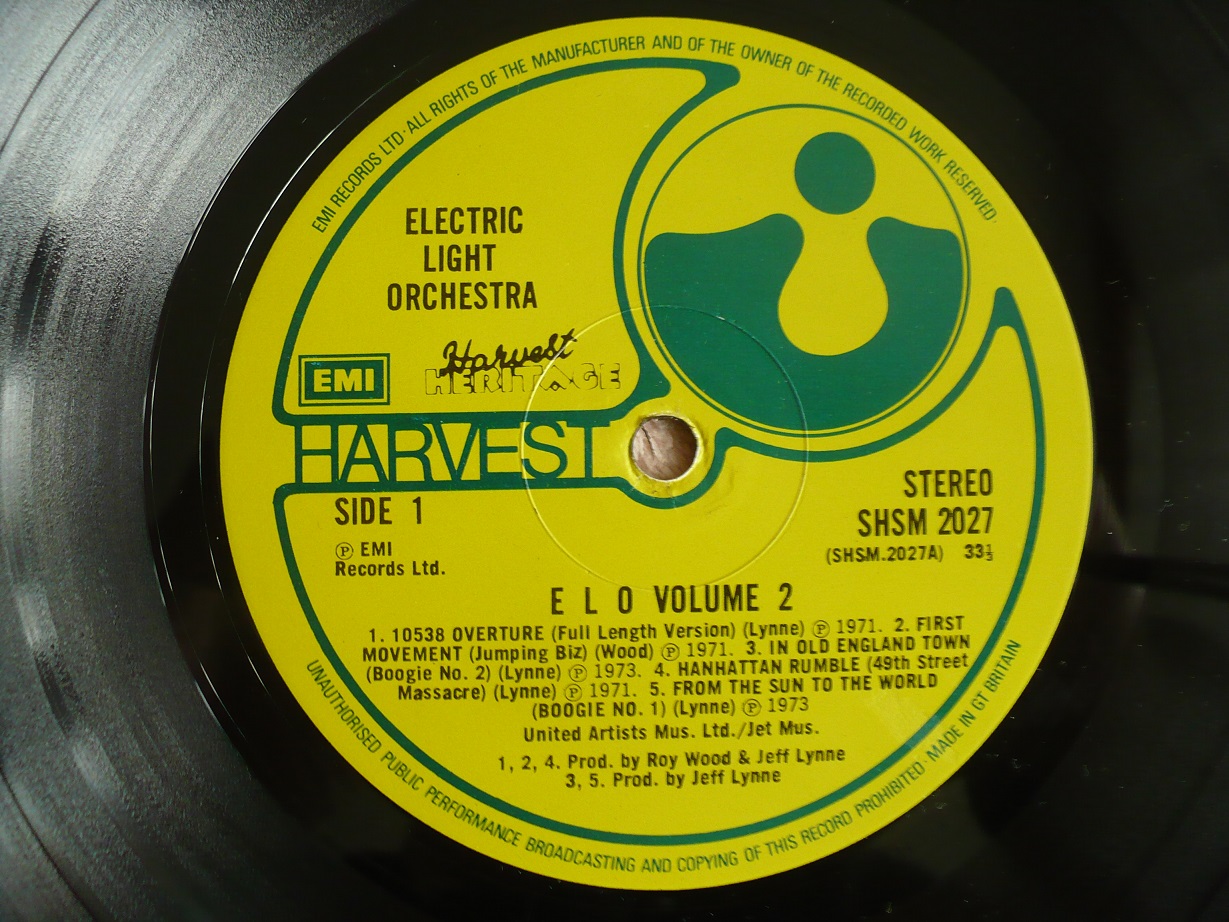 EMI RECORDS LTD·ALL RIGHTS OF THE MANUFACTURER AND OF THE OWNER OF THE RECORDED WORK RESERVED·
ELECTRIC
LIGHT
ORCHESTRA
Harvest
HERITAGE
EMI
HARVEST
SIDE 1
Ⓟ EMI
Records Ltd.
STEREO
SHSM 2027
(SHSM.2027A) 33⅓
E L O VOLUME 2
1. 10538 OVERTURE (Full Length Version) (Lynne) Ⓟ 1971. 2. FIRST
MOVEMENT (Jumping Biz) (Wood) Ⓟ 1971. 3. IN OLD ENGLAND TOWN
(Boogie No. 2) (Lynne) Ⓟ 1973. 4. HANHATTAN RUMBLE (49th Street
Massacre) (Lynne) Ⓟ 1971. 5. FROM THE SUN TO THE WORLD
(BOOGIE NO. 1) (Lynne) Ⓟ 1973
United Artists Mus. Ltd./Jet Mus.
1, 2, 4. Prod. by Roy Wood & Jeff Lynne
3, 5. Prod. by Jeff Lynne
UNAUTHORISED PUBLIC PERFORMANCE BROADCASTING AND COPYING OF THIS RECORD PROHIBITED·MADE IN GT BRITAIN